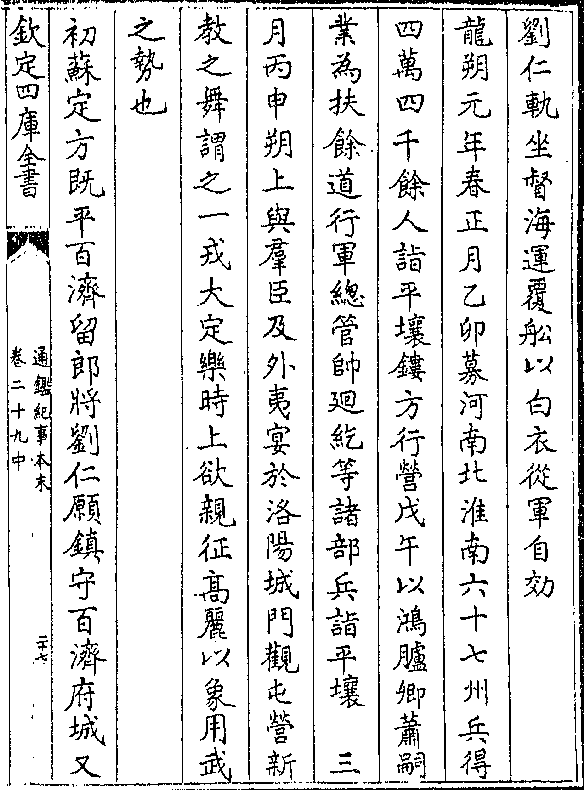 劉仁軌坐督海運覆船以白衣從軍自効
龍朔元年春正月乙卯募河南北淮南六十七州兵得
四萬四千餘人詣平壤鏤方行營戊午以鴻臚卿蕭嗣
業為扶餘道行軍總管帥廻紇等諸部兵詣平壤　三
月丙申朔上與羣臣及外夷宴於洛陽城門觀屯營新
教之舞謂之一戎大定樂時上欲親征高麗以象用武
之勢也
初蘇定方既平百濟留郎將劉仁願鎮守百濟府城又
欽定四庫全書
通鑑紀事本末
卷二十九中
二十七